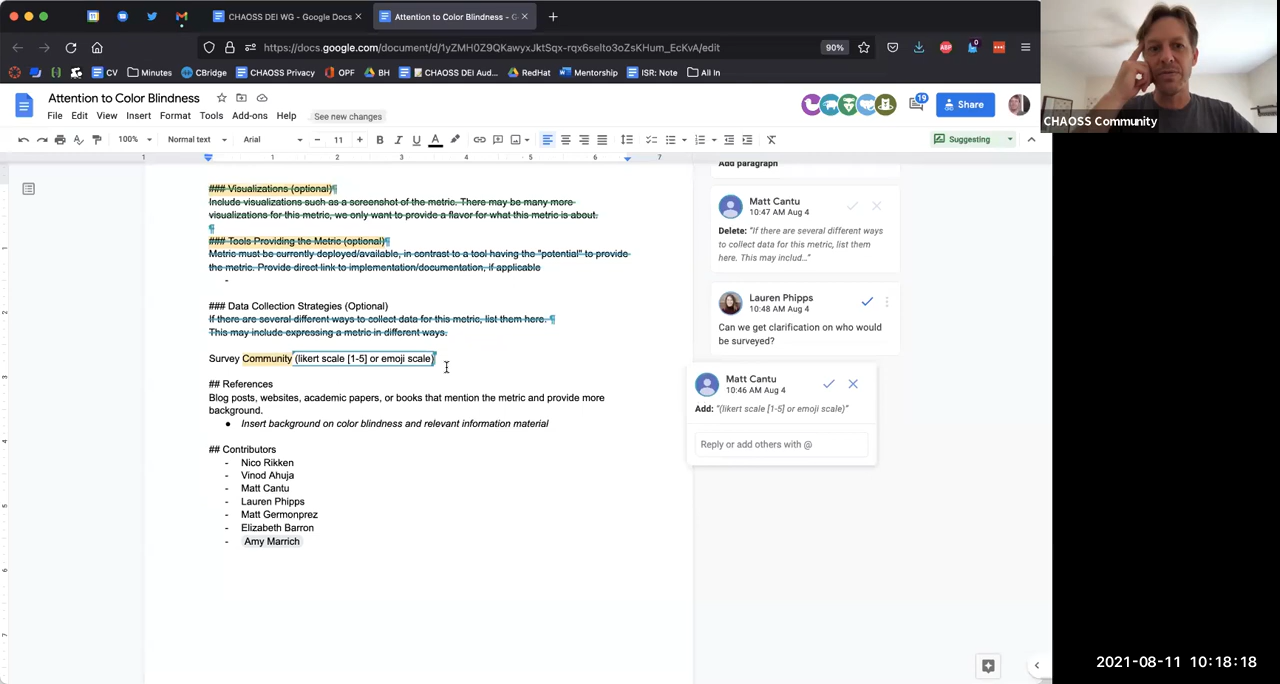 CHAOSS DEI WG - Google Docs
Attention to Color Blindness - G
https://docs.google.com/document/d/1yZMH0Z9QKawyxJktSqx-rqx6selto3oZsKHum_EcKvA/edit
90%
CV
Minutes
CBridge
CHAOSS Privacy
OPF
BH
CHAOSS DEI Aud...
RedHat
Mentorship
ISR: Note
All In
CHAOSS Community
Attention to Color Blindness
File Edit View Insert Format Tools Add-ons Help
See new changes
19
Share
100%
Normal text
Arial
11
Suggesting
1 1 2 3 4 5 6 7
### Visualizations (optional)¶
Include visualizations such as a screenshot of the metric. There may be many more
visualizations for this metric, we only want to provide a flavor for what this metric is about.
¶
### Tools Providing the Metric (optional)¶
Metric must be currently deployed/available, in contrast to a tool having the "potential" to provide
the metric. Provide direct link to implementation/documentation, if applicable
-
### Data Collection Strategies (Optional)
If there are several different ways to collect data for this metric, list them here. ¶
This may include expressing a metric in different ways.
Survey Community (likert scale [1-5] or emoji scale)
## References
Blog posts, websites, academic papers, or books that mention the metric and provide more
background.
● Insert background on color blindness and relevant information material
## Contributors
- Nico Rikken
- Vinod Ahuja
- Matt Cantu
- Lauren Phipps
- Matt Germonprez
- Elizabeth Barron
- Amy Marrich
Add paragraph
Matt Cantu
10:47 AM Aug 4
Delete: “If there are several different ways
to collect data for this metric, list them
here. This may includ...”
Lauren Phipps
10:48 AM Aug 4
Can we get clarification on who would
be surveyed?
Matt Cantu
10:46 AM Aug 4
Add: “(likert scale [1-5] or emoji scale)”
Reply or add others with @
2021-08-11 10:18:18